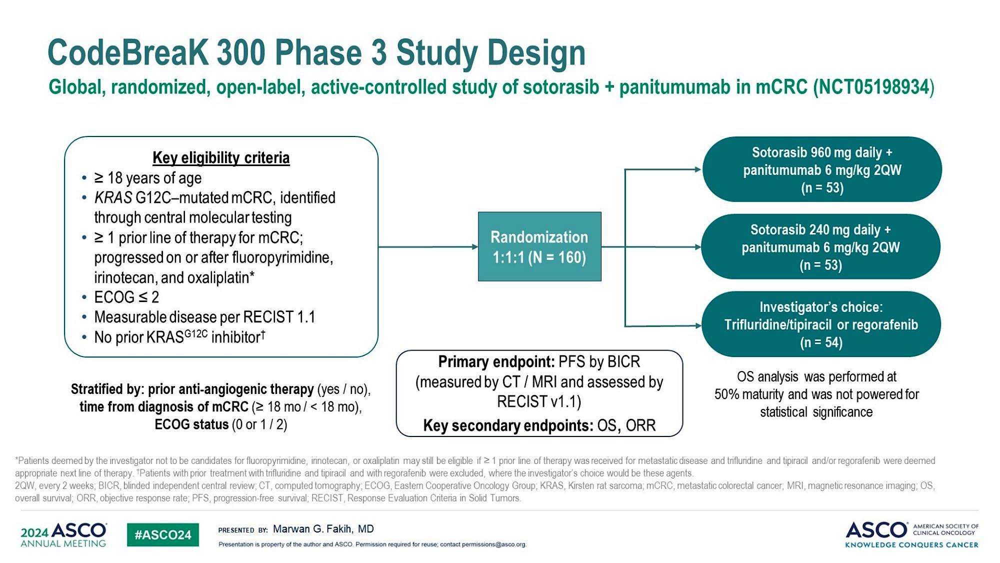 CodeBreaK 300 Phase 3 Study Design
Global, randomized, open-label, active-controlled study of sotorasib + panitumumab in mCRC (NCT05198934)
Key eligibility criteria
• ≥ 18 years of age
• KRAS G12C–mutated mCRC, identified
through central molecular testing
• ≥ 1 prior line of therapy for mCRC;
progressed on or after fluoropyrimidine,
irinotecan, and oxaliplatin*
• ECOG ≤ 2
• Measurable disease per RECIST 1.1
• No prior KRASG12C inhibitor†
Stratified by: prior anti-angiogenic therapy (yes / no),
time from diagnosis of mCRC (≥ 18 mo / < 18 mo),
ECOG status (0 or 1 / 2)
Randomization
1:1:1 (N = 160)
Primary endpoint: PFS by BICR
(measured by CT / MRI and assessed by
RECIST v1.1)
Key secondary endpoints: OS, ORR
Sotorasib 960 mg daily +
panitumumab 6 mg/kg 2QW
(n = 53)
Sotorasib 240 mg daily +
panitumumab 6 mg/kg 2QW
(n = 53)
Investigator’s choice:
Trifluridine/tipiracil or regorafenib
(n = 54)
OS analysis was performed at
50% maturity and was not powered for
statistical significance
*Patients deemed by the investigator not to be candidates for fluoropyrimidine, irinotecan, or oxaliplatin may still be eligible if ≥ 1 prior line of therapy was received for metastatic disease and trifluridine and tipiracil and/or regorafenib were deemed
appropriate next line of therapy. †Patients with prior treatment with trifluridine and tipiracil and with regorafenib were excluded, where the investigator’s choice would be these agents.
2QW, every 2 weeks; BICR, blinded independent central review; CT, computed tomography; ECOG, Eastern Cooperative Oncology Group; KRAS, Kirsten rat sarcoma; mCRC, metastatic colorectal cancer; MRI, magnetic resonance imaging; OS,
overall survival; ORR, objective response rate; PFS, progression-free survival; RECIST, Response Evaluation Criteria in Solid Tumors.
2024 ASCO
ANNUAL MEETING
#ASCO24
PRESENTED BY: Marwan G. Fakih, MD
Presentation is property of the author and ASCO. Permission required for reuse; contact permissions@asco.org.
ASCO AMERICAN SOCIETY OF
CLINICAL ONCOLOGY
KNOWLEDGE CONQUERS CANCER